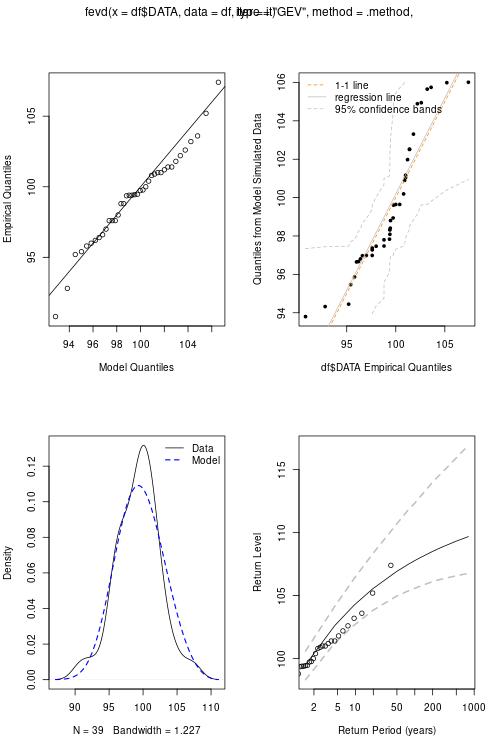 fevd(x = df$DATA, data = df, type = "GEV", method = .method,
105
100
95
94 96 98 100 104
Empirical Quantiles
Model Quantiles
1-1 line
regression line
95% confidence bands
106
104
102
100
98
96
94
95 100 105
Quantiles from Model Simulated Data
df$DATA Empirical Quantiles
Data
Model
0.12
0.10
0.08
0.06
0.04
0.02
0.00
90 95 100 105 110
Density
N = 39 Bandwidth = 1.227
115
110
105
100
2 5 10 50 200 1000
Return Level
Return Period (years)